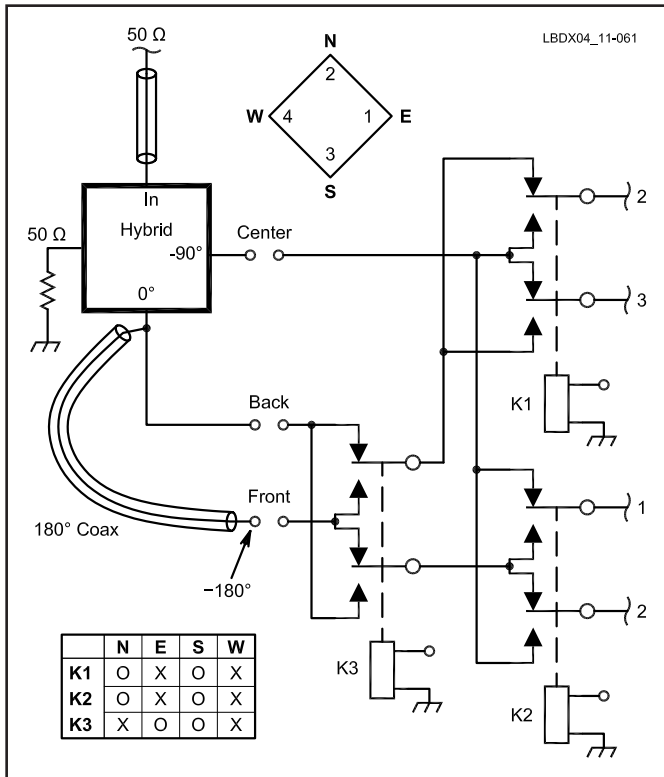 50 Ω
LBDX04_11-061
N
2
W 4 1 E
3
S
In
Hybrid
50 Ω
-90°
Center
0°
2
3
K1
Back
Front
180° Coax
−180°
1
2
K3
K2
N E S W
K1 O X O X
K2 O X O X
K3 X O O X